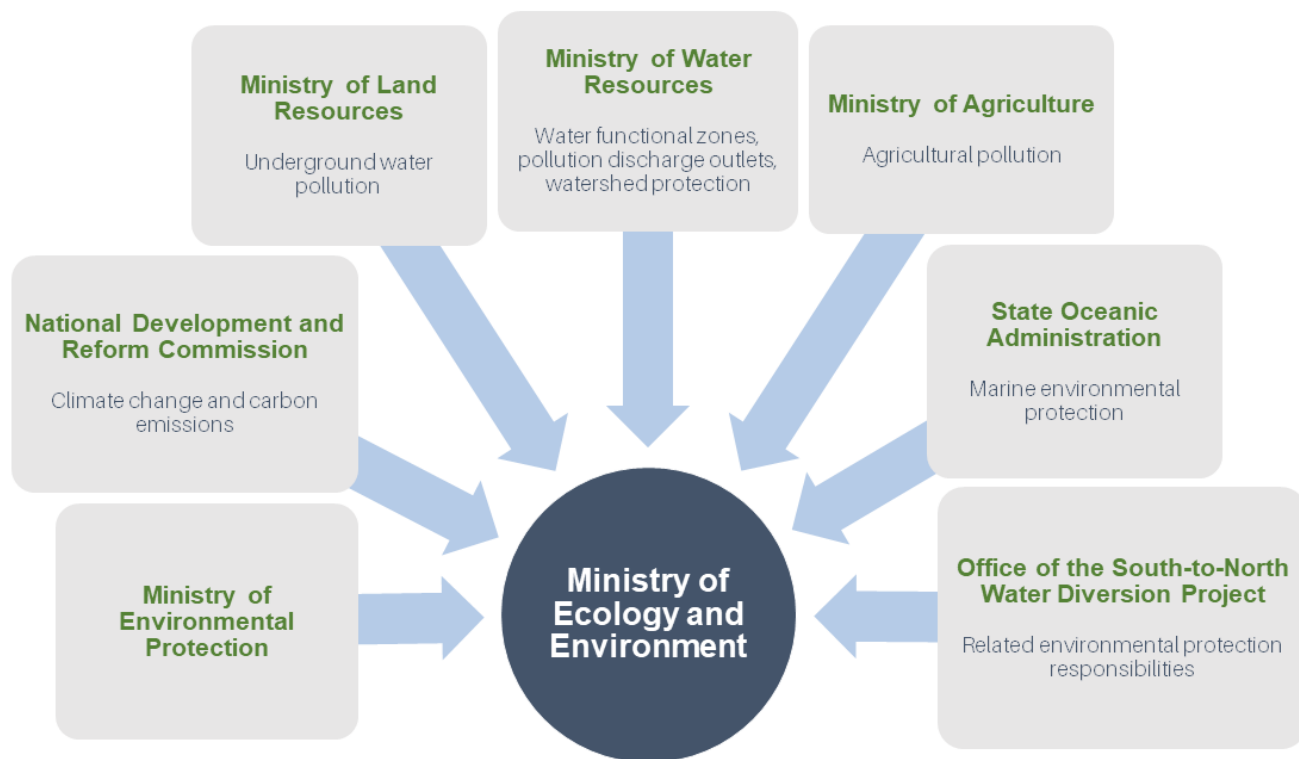 Ministry of Land
Resources
Underground water
pollution
Ministry of Water
Resources
Water functional zones,
pollution discharge outlets,
watershed protection
Ministry of Agriculture
Agricultural pollution
National Development and
Reform Commission
Climate change and carbon
emissions
State Oceanic
Administration
Marine environmental
protection
Ministry of
Environmental
Protection
Ministry of
Ecology and
Environment
Office of the South-to-North
Water Diversion Project
Related environmental protection
responsibilities